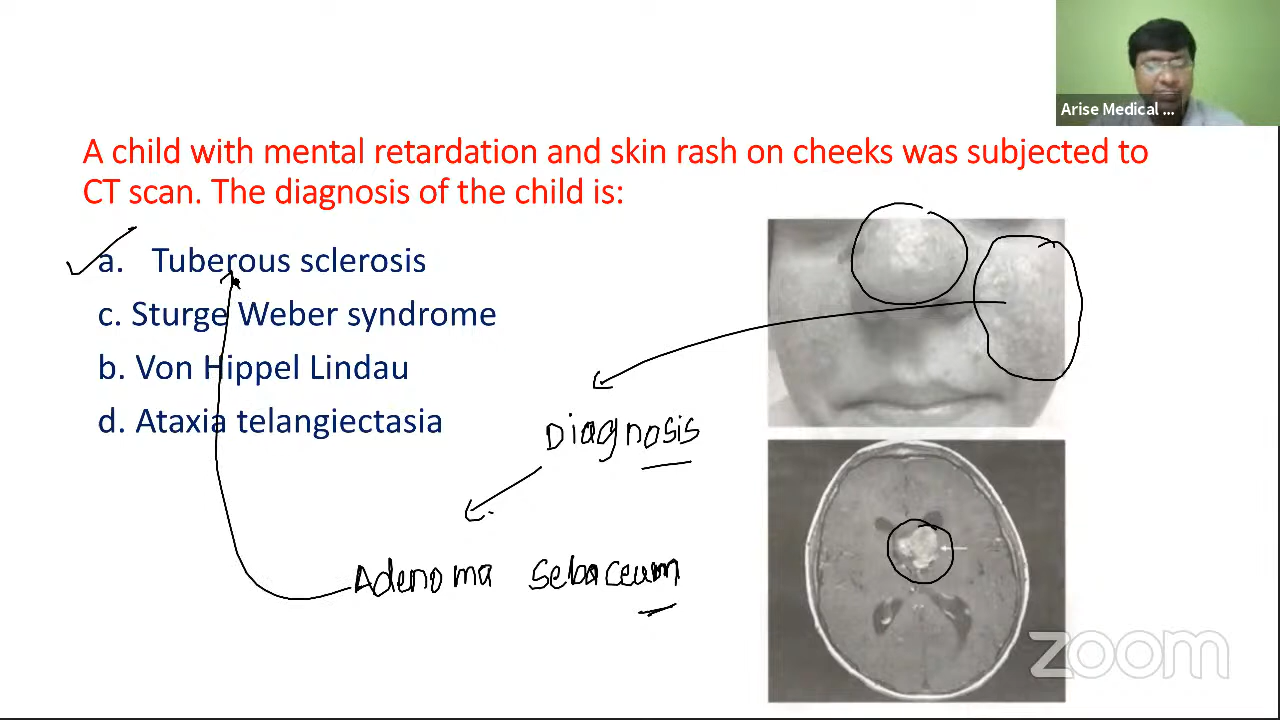 Arise Medical ...
A child with mental retardation and skin rash on cheeks was subjected to
CT scan. The diagnosis of the child is:
a. Tuberous sclerosis
c. Sturge Weber syndrome
b. Von Hippel Lindau
d. Ataxia telangiectasia
Diagnosis
Adenoma sebaceum
zoom